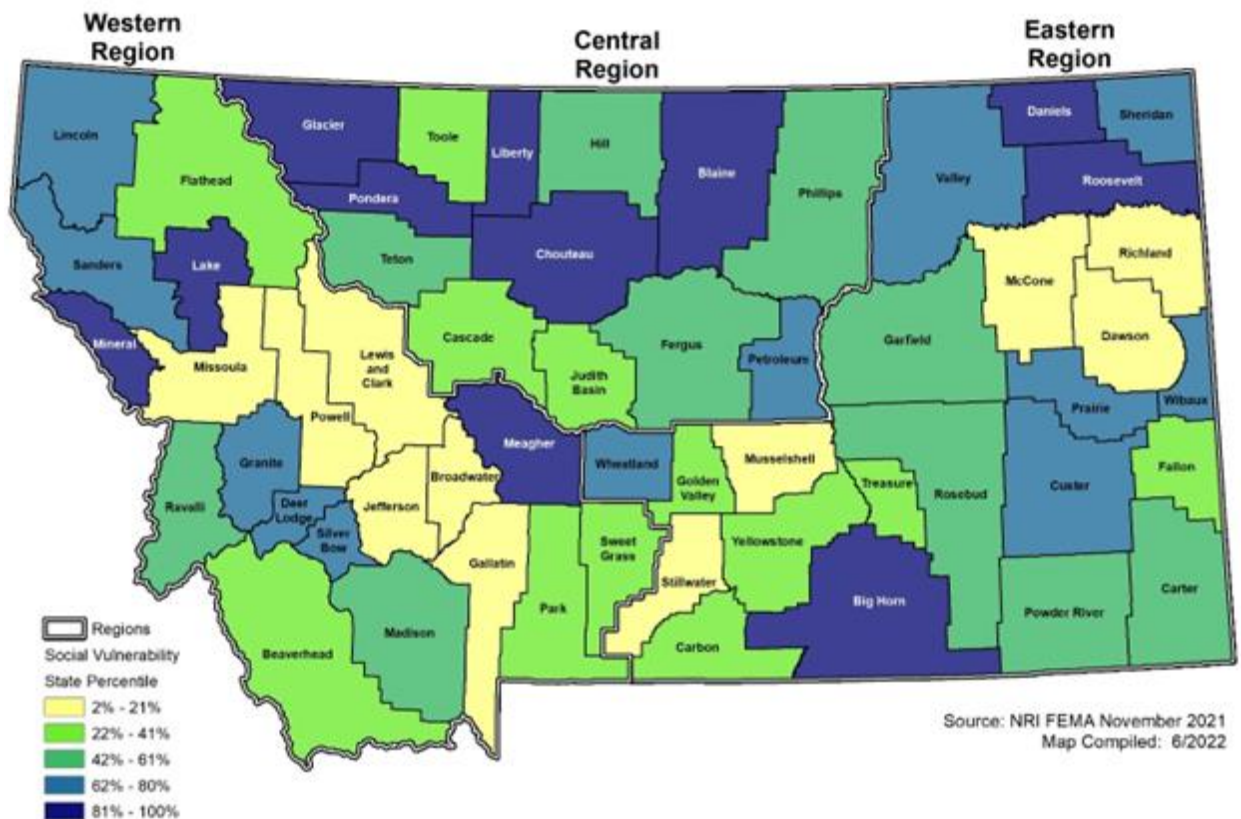 Western
Region
Central
Region
Eastern
Region
Lincoln
Flathead
Glacier
Toole
Liberty
Hill
Blaine
Phillips
Valley
Daniels
Sheridan
Roosevelt
Pondera
Teton
Chouteau
Sanders
Lake
Mineral
Missoula
Lewis
and
Clark
Powell
Cascade
Judith
Basin
Fergus
Petroleum
Garfield
McCone
Richland
Dawson
Prairie
Wibaux
Ravalli
Granite
Deer
Lodge
Silver
Bow
Jefferson
Broadwater
Meagher
Wheatland
Golden
Valley
Musselshell
Treasure
Rosebud
Custer
Fallon
Beaverhead
Madison
Gallatin
Park
Sweet
Grass
Stillwater
Yellowstone
Carbon
Big Horn
Powder River
Carter
Regions
Social Vulnerability
State Percentile
2% - 21%
22% - 41%
42% - 61%
62% - 80%
81% - 100%
Source: NRI FEMA November 2021
Map Compiled: 6/2022